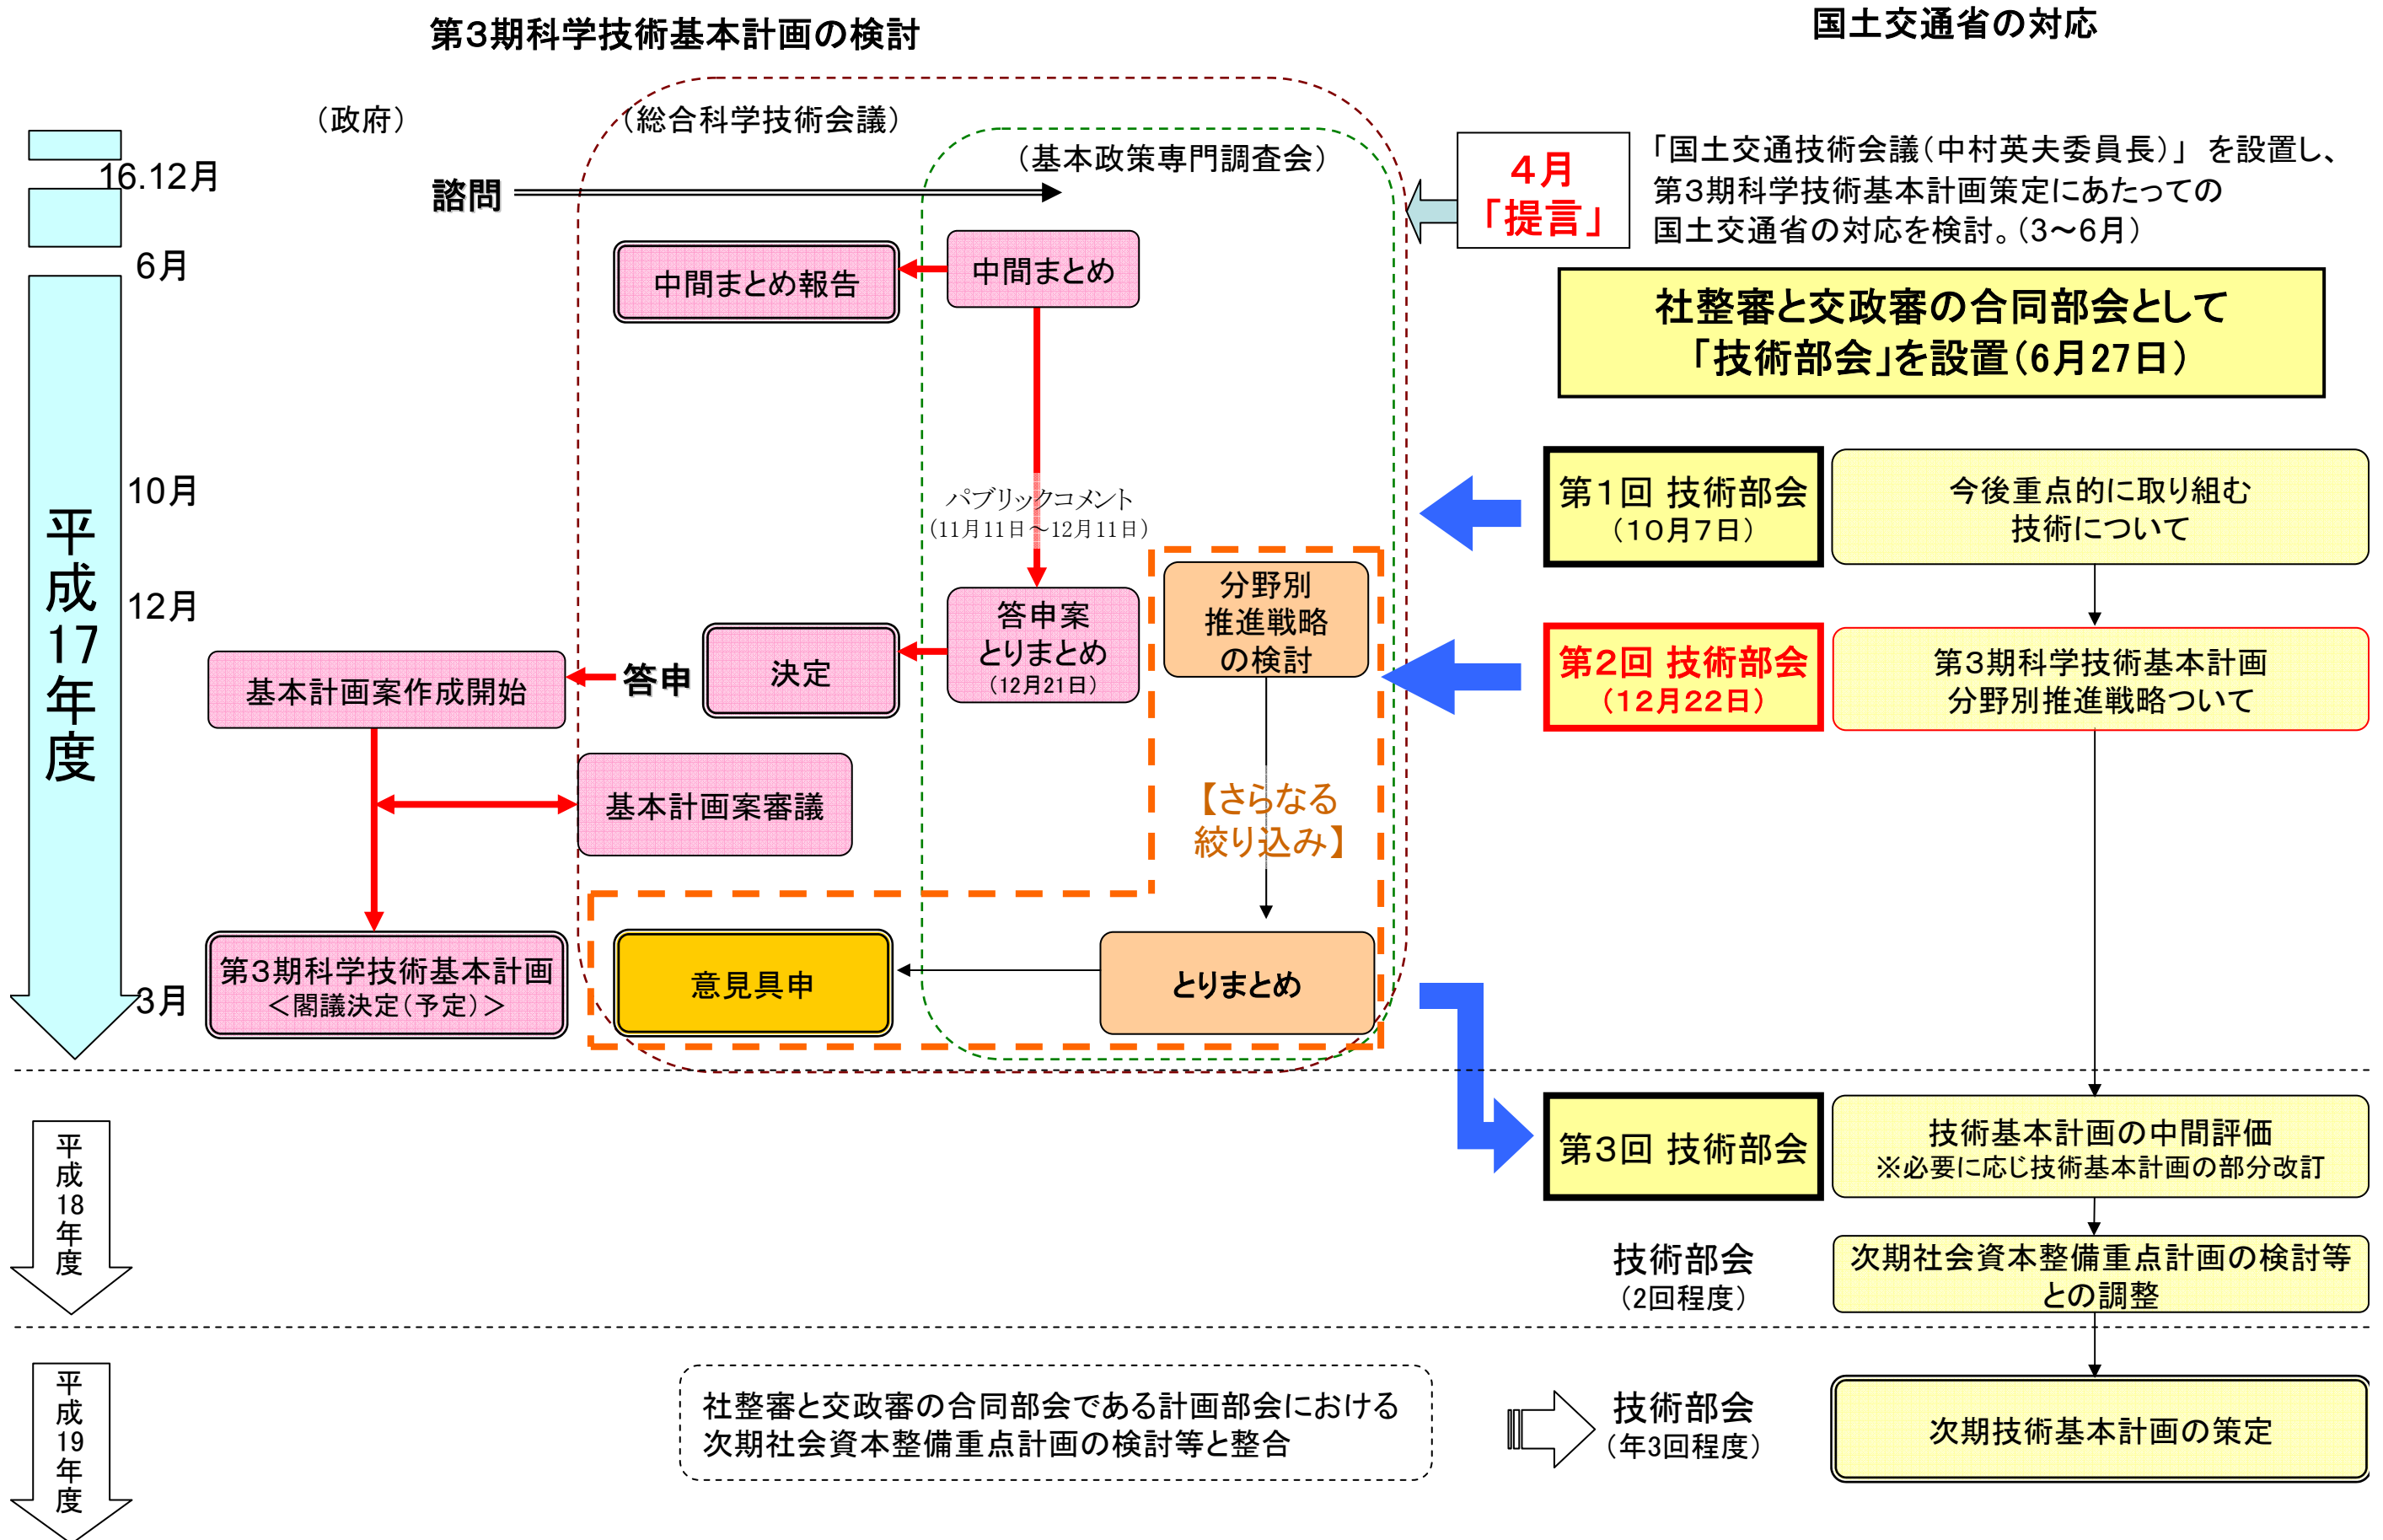 第3期科学技術基本計画の検討
国土交通省の対応
（政府）
（総合科学技術会議）
（基本政策専門調査会）
16.12月
6月
10月
12月
3月
平成17年度
諮問
中間まとめ報告
中間まとめ
パブリックコメント
（11月11日～12月11日）
答申案
とりまとめ
（12月21日）
分野別
推進戦略
の検討
決定
答申
基本計画案作成開始
基本計画案審議
【さらなる
絞り込み】
第3期科学技術基本計画
＜閣議決定（予定）＞
意見具申
とりまとめ
4月
「提言」
「国土交通技術会議（中村英夫委員長）」 を設置し、
第3期科学技術基本計画策定にあたっての
国土交通省の対応を検討。（3～6月）
社整審と交政審の合同部会として
「技術部会」を設置（6月27日）
第1回 技術部会
（10月7日）
今後重点的に取り組む
技術について
第2回 技術部会
（12月22日）
第3期科学技術基本計画
分野別推進戦略ついて
平成18年度
第3回 技術部会
技術基本計画の中間評価
※必要に応じ技術基本計画の部分改訂
技術部会
（2回程度）
次期社会資本整備重点計画の検討等
との調整
平成19年度
社整審と交政審の合同部会である計画部会における
次期社会資本整備重点計画の検討等と整合
技術部会
（年3回程度）
次期技術基本計画の策定